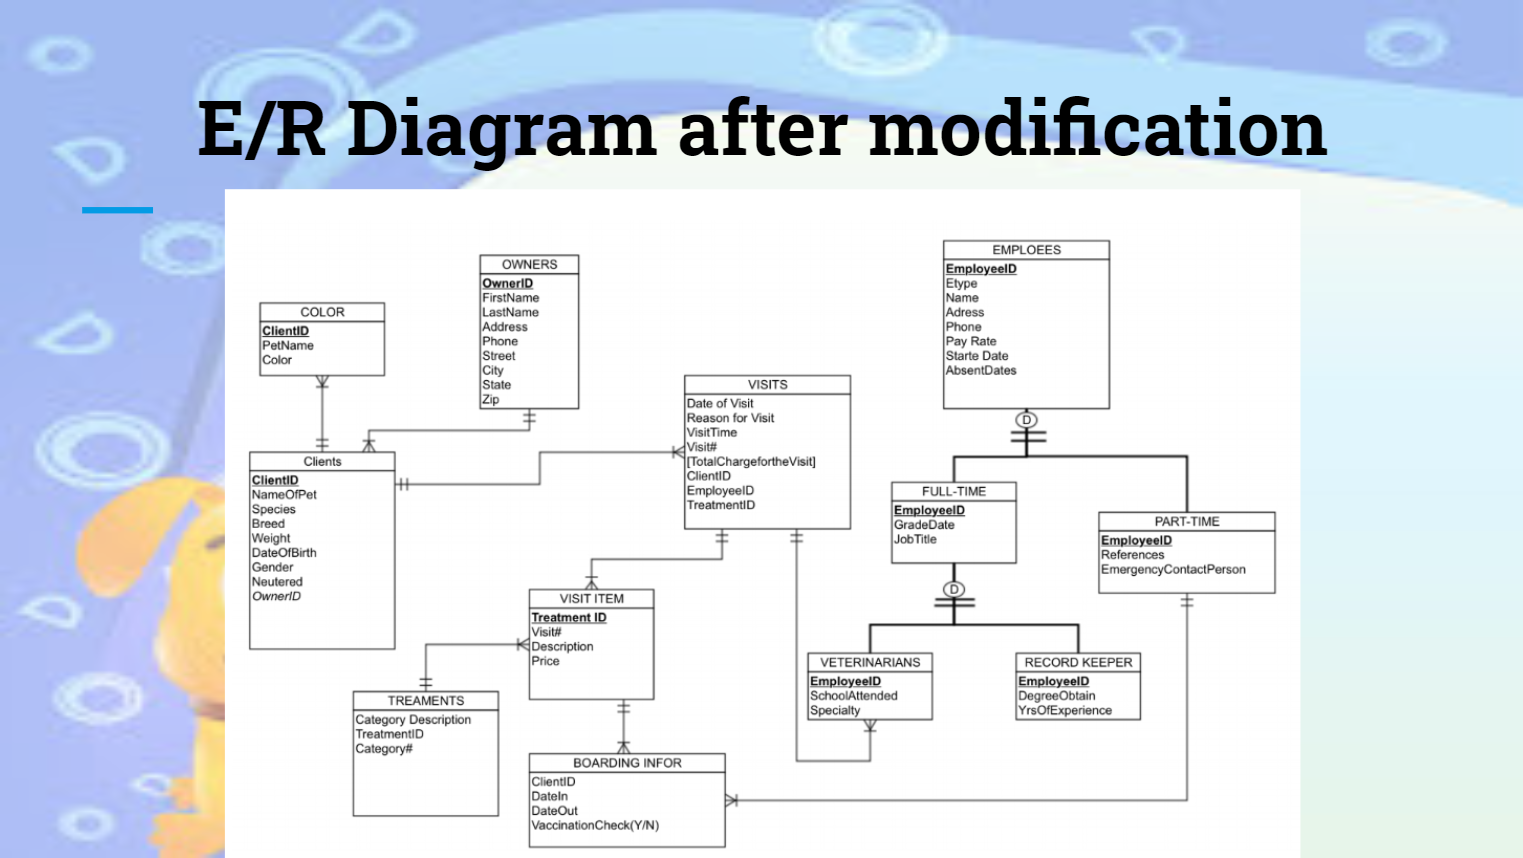 E/R Diagram after modification
COLOR
ClientID
PetName
Color
OWNERS
OwnerID
FirstName
LastName
Address
Phone
Street
City
State
Zip
EMPLOEES
EmployeeID
Etype
Name
Adress
Phone
Pay Rate
Starte Date
AbsentDates
D
Clients
ClientID
NameOfPet
Species
Breed
Weight
DateOfBirth
Gender
Neutered
OwnerID
VISITS
Date of Visit
Reason for Visit
VisitTime
Visit#
[TotalChargefortheVisit]
ClientID
EmployeeID
TreatmentID
FULL-TIME
EmployeeID
GradeDate
JobTitle
D
PART-TIME
EmployeeID
References
EmergencyContactPerson
VISIT ITEM
Treatment ID
Visit#
Description
Price
TREAMENTS
Category Description
TreatmentID
Category#
VETERINARIANS
EmployeeID
SchoolAttended
Specialty
RECORD KEEPER
EmployeeID
DegreeObtain
YrsOfExperience
BOARDING INFOR
ClientID
DateIn
DateOut
VaccinationCheck(Y/N)